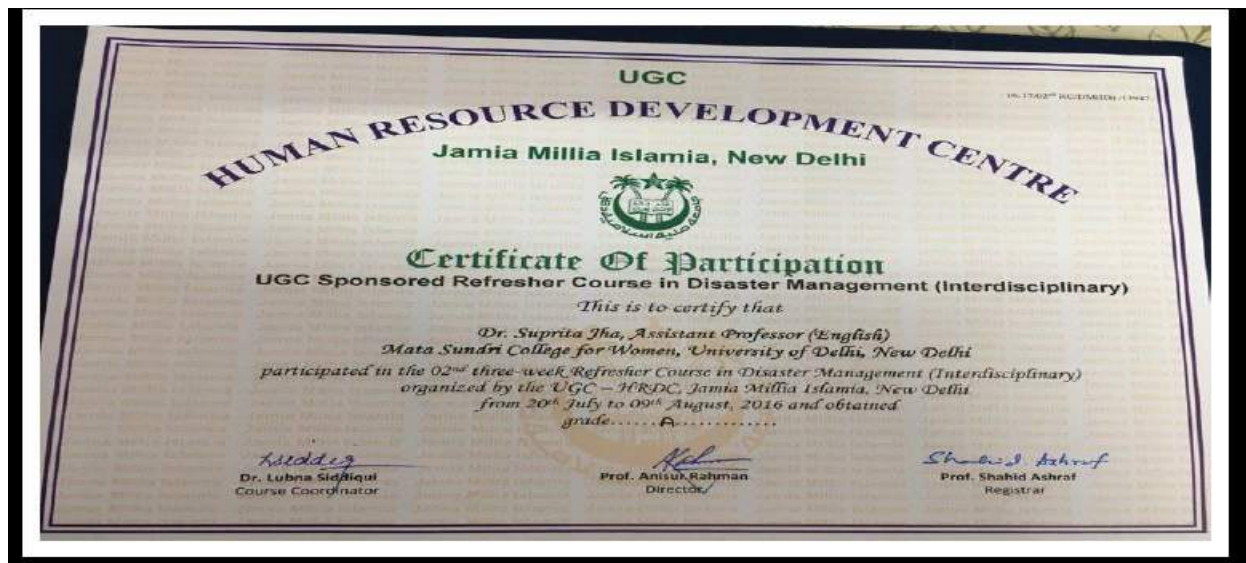 UGC
HUMAN RESOURCE DEVELOPMENT CENTRE
Jamia Millia Islamia, New Delhi
Certificate Of Participation
UGC Sponsored Refresher Course in Disaster Management (Interdisciplinary)
This is to certify that
Dr. Suprita Jha, Assistant Professor (English)
Mata Sundri College for Women, University of Delhi, New Delhi
participated in the 02nd three-week Refresher Course in Disaster Management (Interdisciplinary)
organized by the UGC – HRDC, Jamia Millia Islamia, New Delhi
from 20th July to 09th August, 2016 and obtained
grade......A.............
Shahid Ashraf
Dr. Lubna Siddiqui
Course Coordinator
Prof. Anisur Rahman
Director
Prof. Shahid Ashraf
Registrar